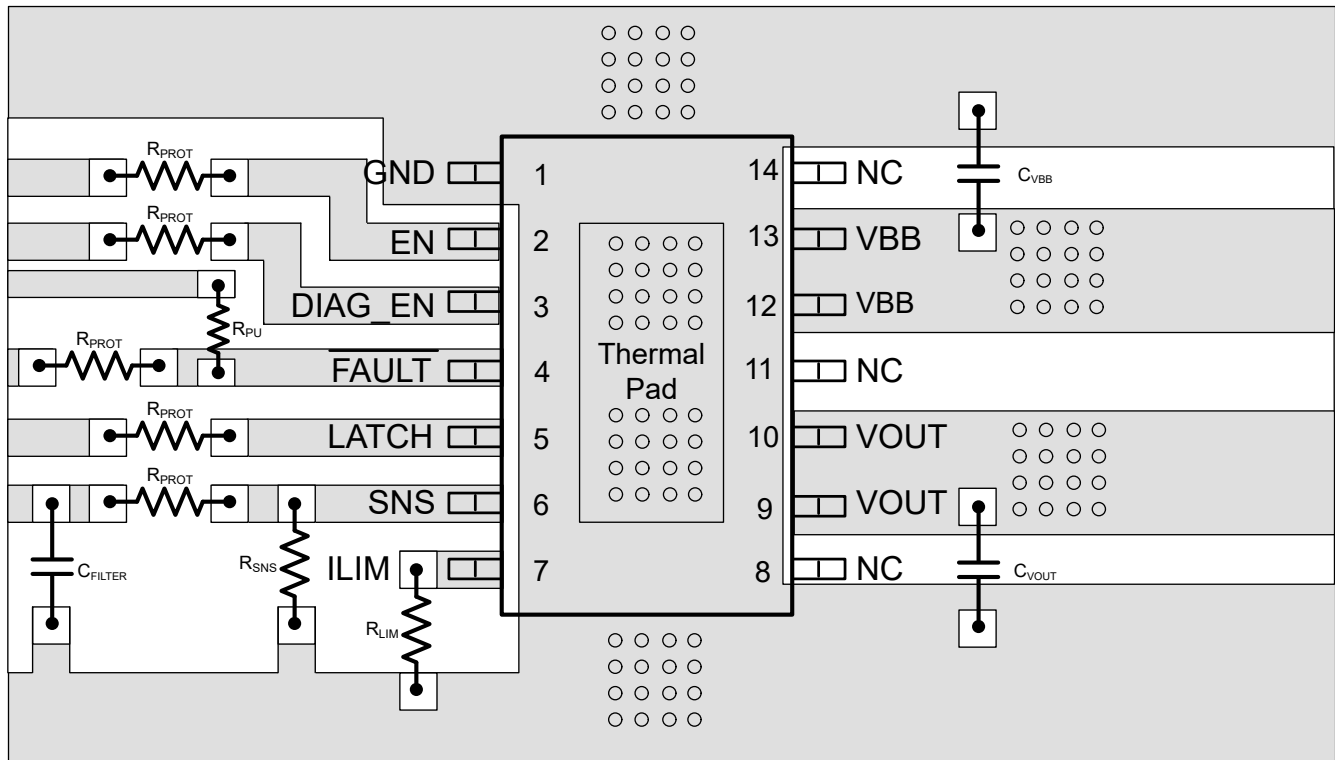 R_PROT
GND
1
14
NC
C_VBB
R_PROT
EN
2
13
VBB
DIAG_EN
3
12
VBB
R_PU
R_PROT
FAULT
4
Thermal
Pad
11
NC
R_PROT
LATCH
5
10
VOUT
R_PROT
SNS
6
9
VOUT
C_FILTER
R_SNS
ILIM
7
8
NC
C_VOUT
R_LIM